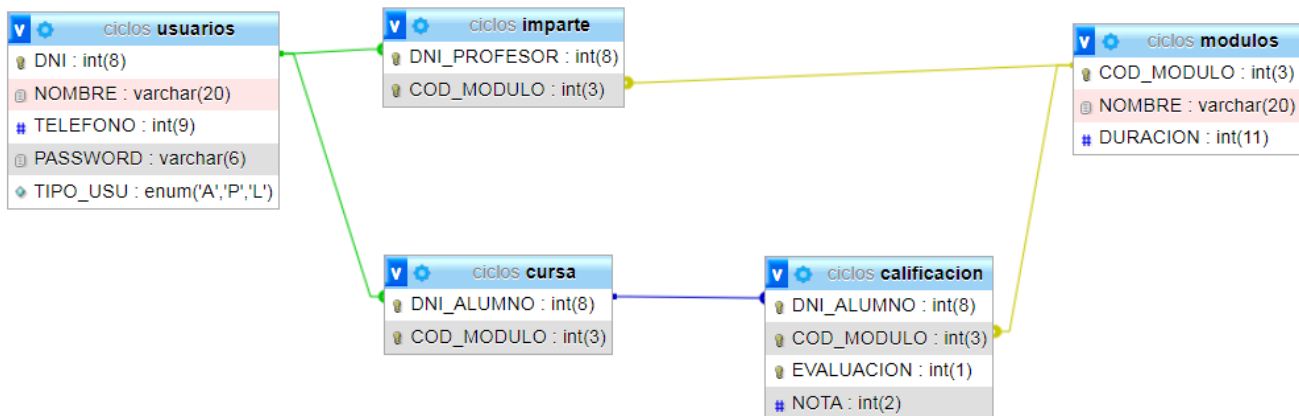 ciclos usuarios
DNI : int(8)
NOMBRE : varchar(20)
TELEFONO : int(9)
PASSWORD : varchar(6)
TIPO_USU : enum('A','P','L')
ciclos imparte
DNI_PROFESOR : int(8)
COD_MODULO : int(3)
ciclos modulos
COD_MODULO : int(3)
NOMBRE : varchar(20)
DURACION : int(11)
ciclos cursa
DNI_ALUMNO : int(8)
COD_MODULO : int(3)
ciclos calificacion
DNI_ALUMNO : int(8)
COD_MODULO : int(3)
EVALUACION : int(1)
NOTA : int(2)